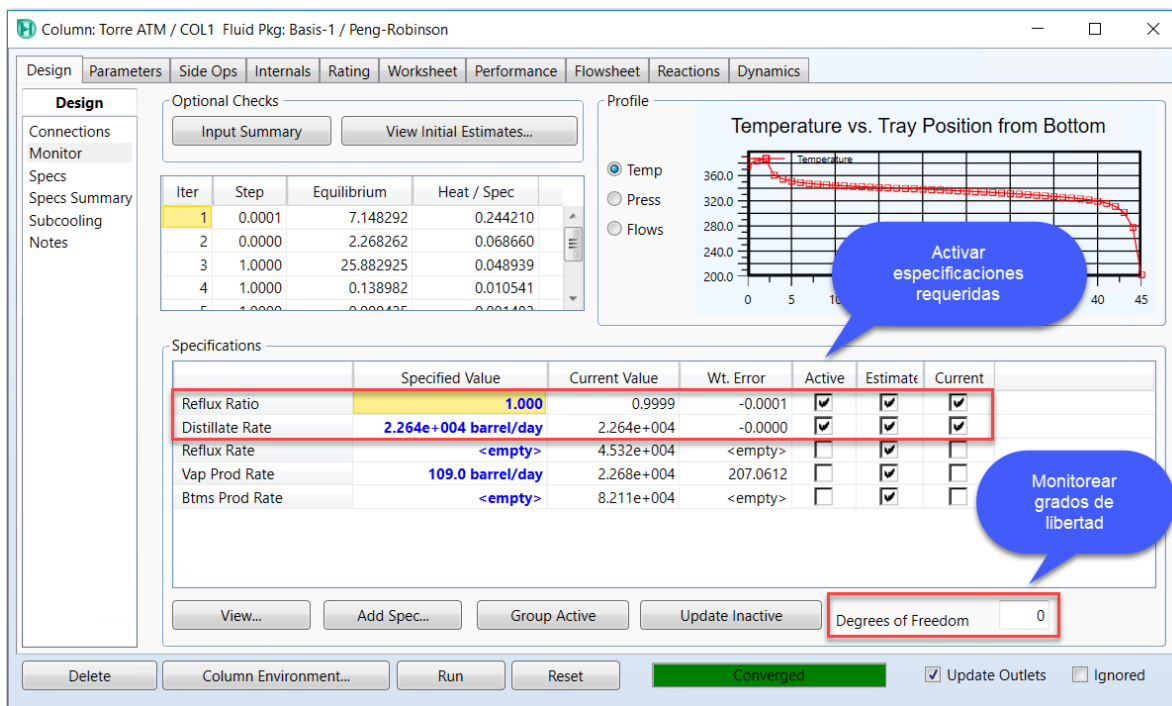 Column: Torre ATM / COL1 Fluid Pkg: Basis-1 / Peng-Robinson
Design Parameters Side Ops Internals Rating Worksheet Performance Flowsheet Reactions Dynamics
Design
Connections
Monitor
Specs
Specs Summary
Subcooling
Notes
Optional Checks
Input Summary View Initial Estimates...
Iter Step Equilibrium Heat / Spec
1 0.0001 7.148292 0.244210
2 0.0000 2.268262 0.068660
3 1.0000 25.882925 0.048939
4 1.0000 0.138982 0.010541
Profile
Temp
Press
Flows
Temperature vs. Tray Position from Bottom
Temperature
360.0
320.0
280.0
240.0
200.0
0 5 40 45
Activar
especificaciones
requeridas
Specifications
Specified Value Current Value Wt. Error Active Estimate Current
Reflux Ratio 1.000 0.9999 -0.0001
Distillate Rate 2.264e+004 barrel/day 2.264e+004 -0.0000
Reflux Rate <empty> 4.532e+004 <empty>
Vap Prod Rate 109.0 barrel/day 2.268e+004 207.0612
Btms Prod Rate <empty> 8.211e+004 <empty>
Monitorear
grados de
libertad
View... Add Spec... Group Active Update Inactive Degrees of Freedom 0
Delete Column Environment... Run Reset Converged Update Outlets Ignored